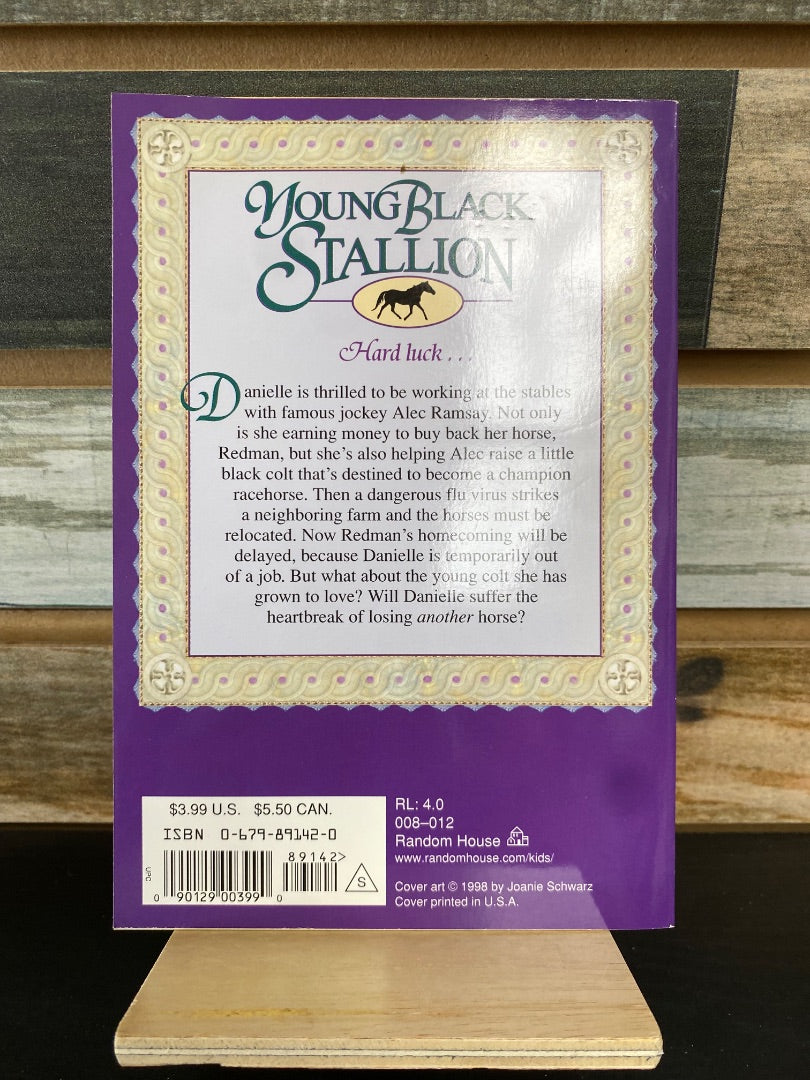 YOUNG BLACK
STALLION
Hard luck . . .
Danielle is thrilled to be working at the stables
with famous jockey Alec Ramsay. Not only
is she earning money to buy back her horse,
Redman, but she's also helping Alec raise a little
black colt that's destined to become a champion
racehorse. Then a dangerous flu virus strikes
a neighboring farm and the horses must be
relocated. Now Redman's homecoming will be
delayed, because Danielle is temporarily out
of a job. But what about the young colt she has
grown to love? Will Danielle suffer the
heartbreak of losing another horse?
$3.99 U.S. $5.50 CAN.
ISBN 0-679-89142-0
89142>
UPC
S
0 90129 00399 0
RL: 4.0
008–012
Random House
www.randomhouse.com/kids/
Cover art © 1998 by Joanie Schwarz
Cover printed in U.S.A.